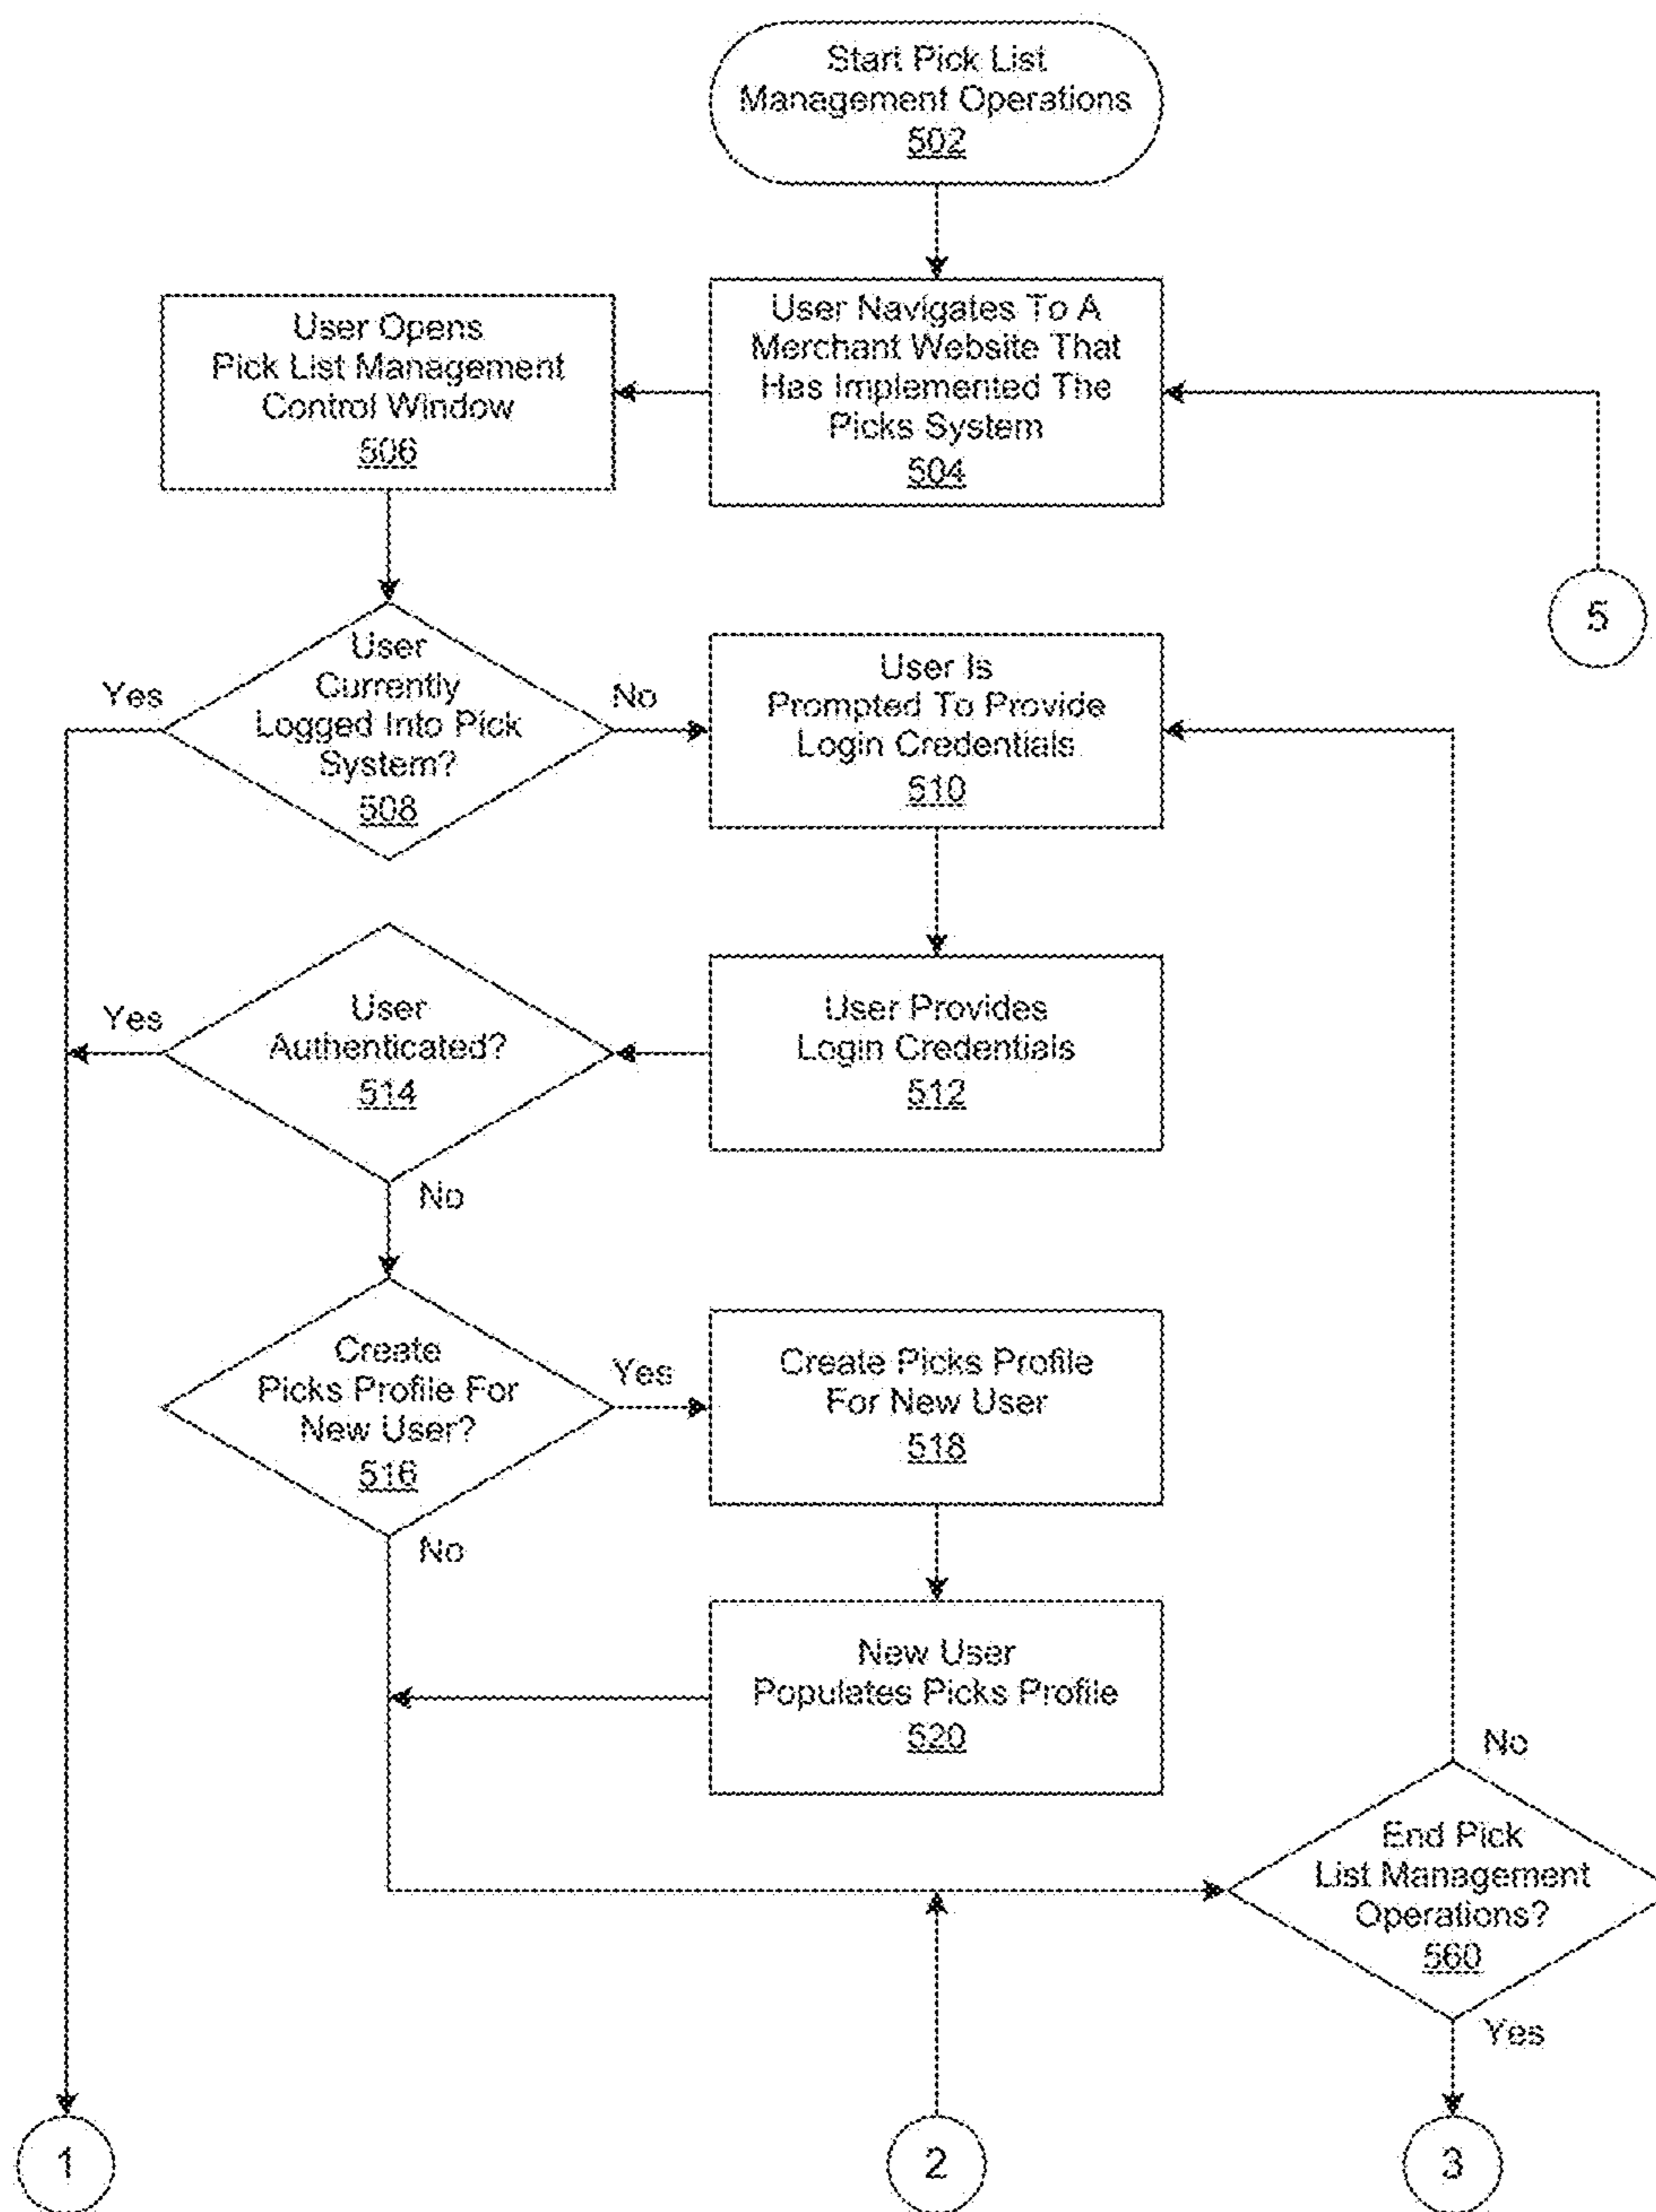 Start Pick List
Management Operations
502
User Navigates To A
Merchant Website That
Has Implemented The
Picks System
504
User Opens
Pick List Management
Control Window
506
5
User
Currently
Logged Into Pick
System?
508
Yes
No
User Is
Prompted To Provide
Login Credentials
510
User Provides
Login Credentials
512
User
Authenticated?
514
Yes
No
Create
Picks Profile For
New User?
516
Yes
No
Create Picks Profile
For New User
518
New User
Populates Picks Profile
520
No
End Pick
List Management
Operations?
560
Yes
1
2
3